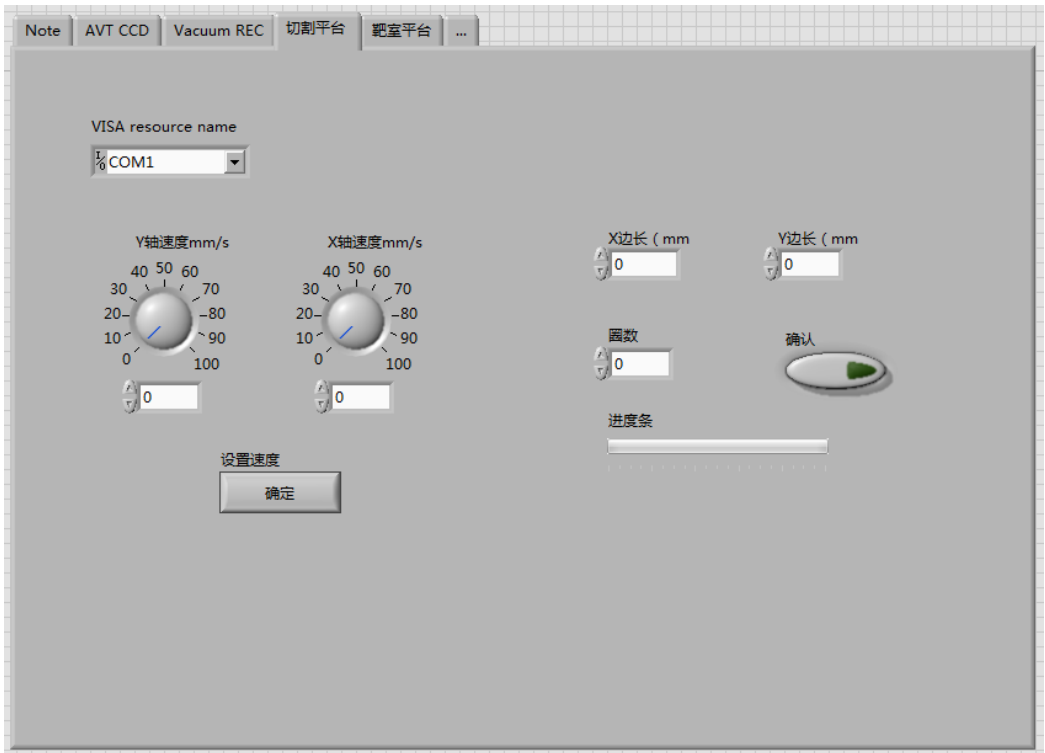 Note AVT CCD Vacuum REC 切割平台 靶室平台 ...
VISA resource name
I/O COM1
Y轴速度mm/s X轴速度mm/s
0 10 20 30 40 50 60 70 80 90 100
0 10 20 30 40 50 60 70 80 90 100
0 0
设置速度
确定
X边长（mm Y边长（mm
0 0
圈数 确认
0
进度条